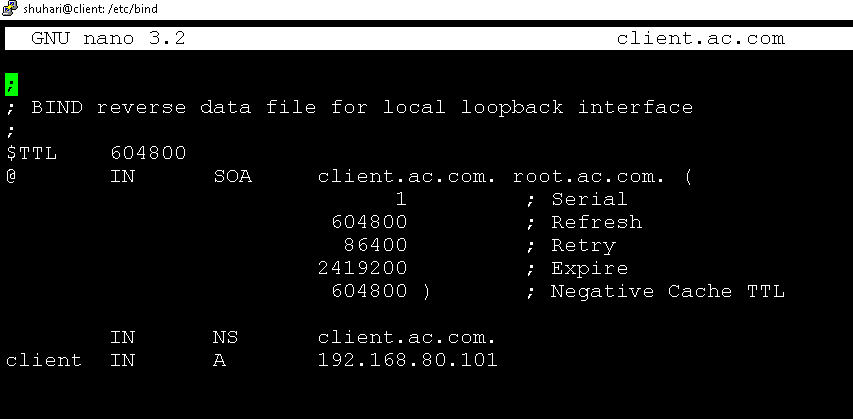 shuhari@client: /etc/bind
GNU nano 3.2 client.ac.com
;
; BIND reverse data file for local loopback interface
;
$TTL 604800
@ IN SOA client.ac.com. root.ac.com. (
1 ; Serial
604800 ; Refresh
86400 ; Retry
2419200 ; Expire
604800 ) ; Negative Cache TTL
IN NS client.ac.com.
client IN A 192.168.80.101